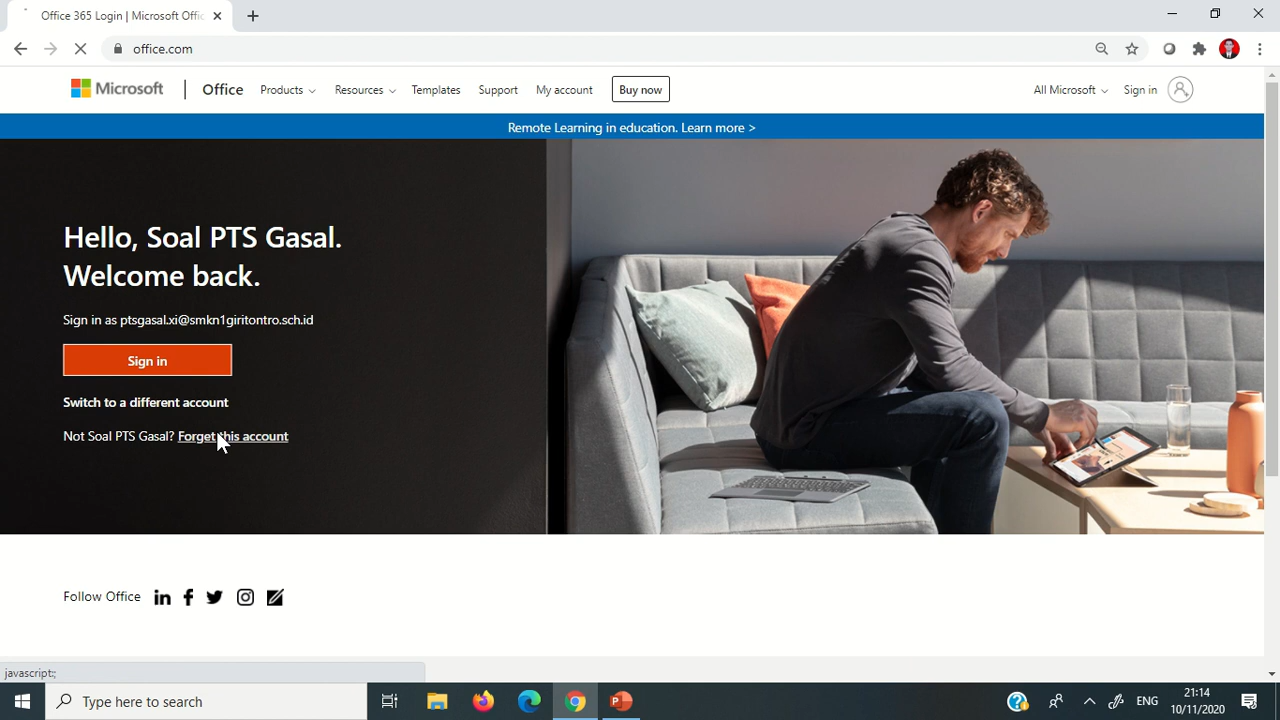 Office 365 Login | Microsoft Offic
office.com
Microsoft
Office
Products
Resources
Templates
Support
My account
Buy now
All Microsoft
Sign in
Remote Learning in education. Learn more >
Hello, Soal PTS Gasal.
Welcome back.
Sign in as ptsgasal.xi@smkn1giritontro.sch.id
Sign in
Switch to a different account
Not Soal PTS Gasal? Forget this account
Follow Office
javascript:;
Type here to search
ENG
21:14
10/11/2020